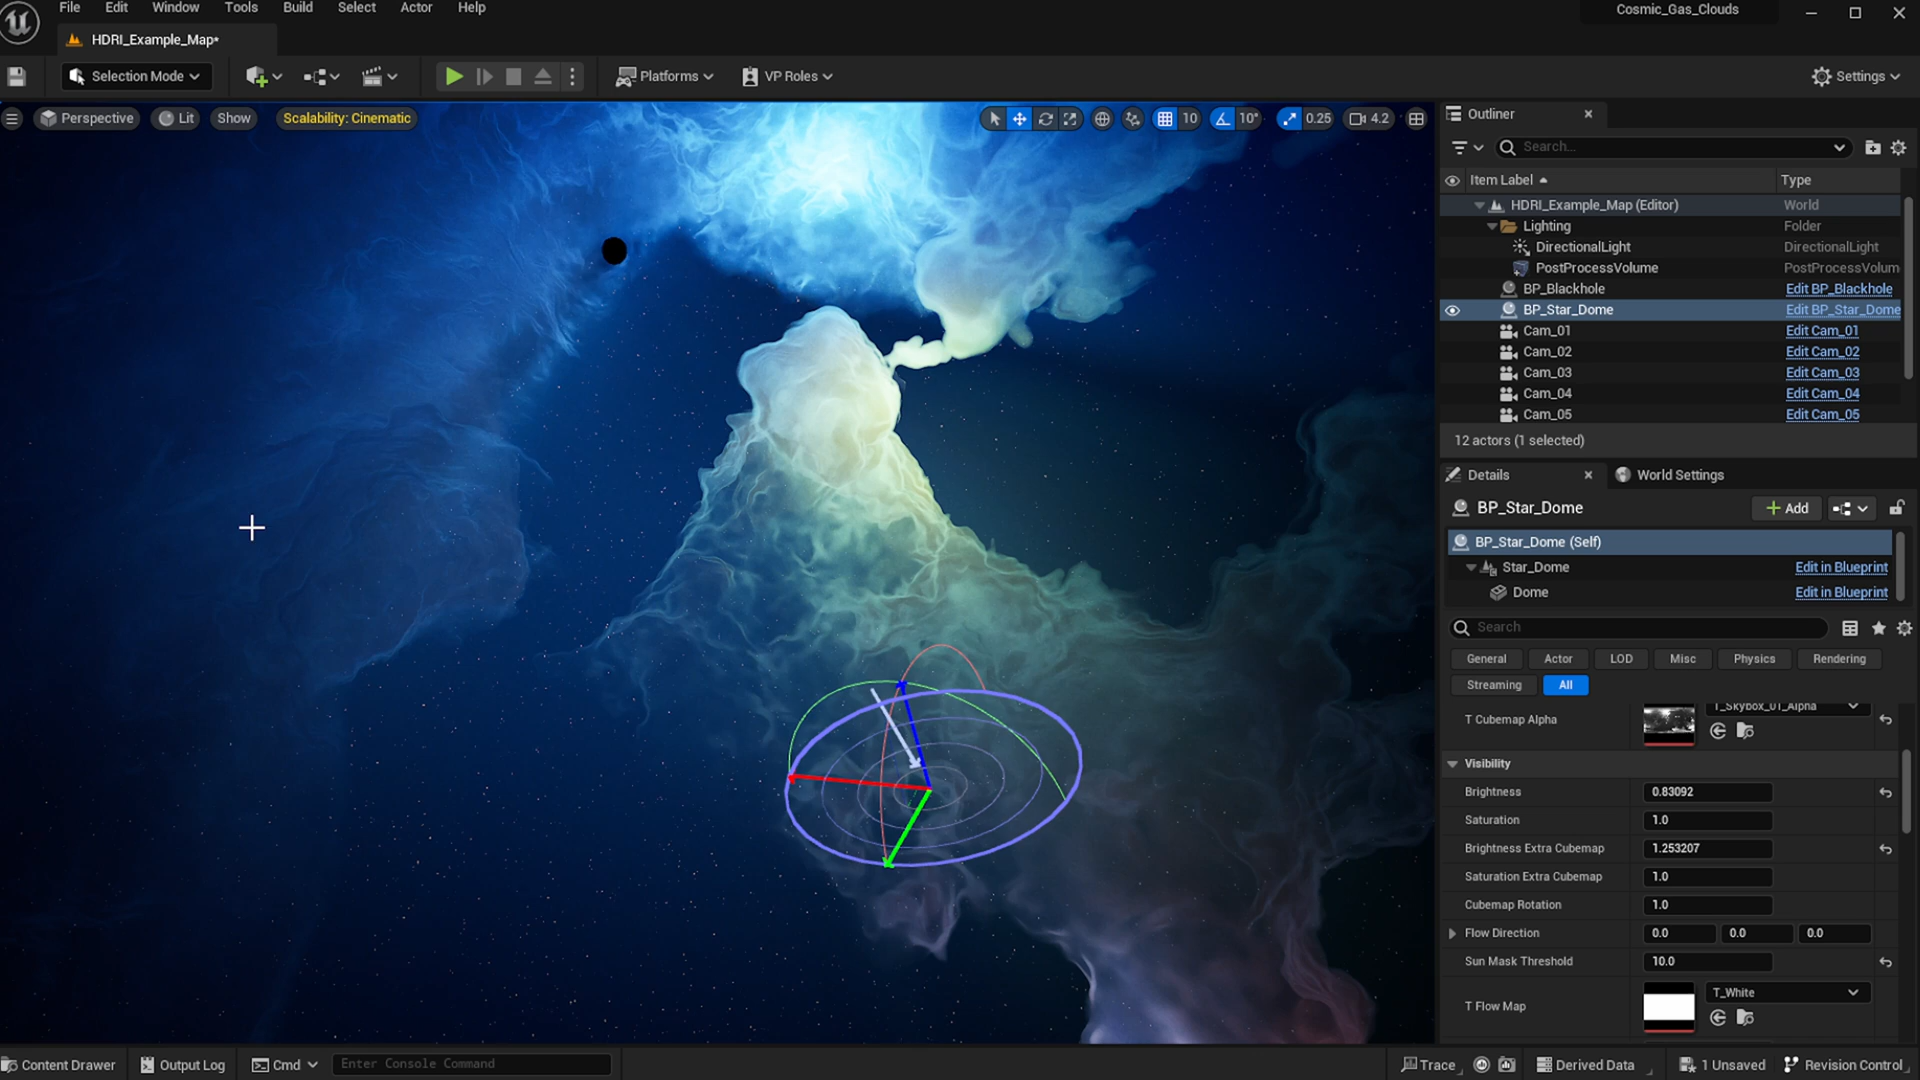 File Edit Window Tools Build Select Actor Help
Cosmic_Gas_Clouds
HDRI_Example_Map*
Selection Mode
Platforms
VP Roles
Settings
Perspective Lit Show Scalability: Cinematic
10 10° 0.25 4.2
Outliner
Search...
Item Label Type
HDRI_Example_Map (Editor) World
Lighting Folder
DirectionalLight DirectionalLight
PostProcessVolume PostProcessVolum
BP_Blackhole Edit BP_Blackhole
BP_Star_Dome Edit BP_Star_Dome
Cam_01 Edit Cam_01
Cam_02 Edit Cam_02
Cam_03 Edit Cam_03
Cam_04 Edit Cam_04
Cam_05 Edit Cam_05
12 actors (1 selected)
Details World Settings
BP_Star_Dome Add
BP_Star_Dome (Self)
Star_Dome Edit in Blueprint
Dome Edit in Blueprint
Search
General Actor LOD Misc Physics Rendering
Streaming All
T_Skybox_01_Alpha
T Cubemap Alpha
Visibility
Brightness 0.83092
Saturation 1.0
Brightness Extra Cubemap 1.253207
Saturation Extra Cubemap 1.0
Cubemap Rotation 1.0
Flow Direction 0.0 0.0 0.0
Sun Mask Threshold 10.0
T_White
T Flow Map
Content Drawer Output Log Cmd Enter Console Command Trace Derived Data 1 Unsaved Revision Control